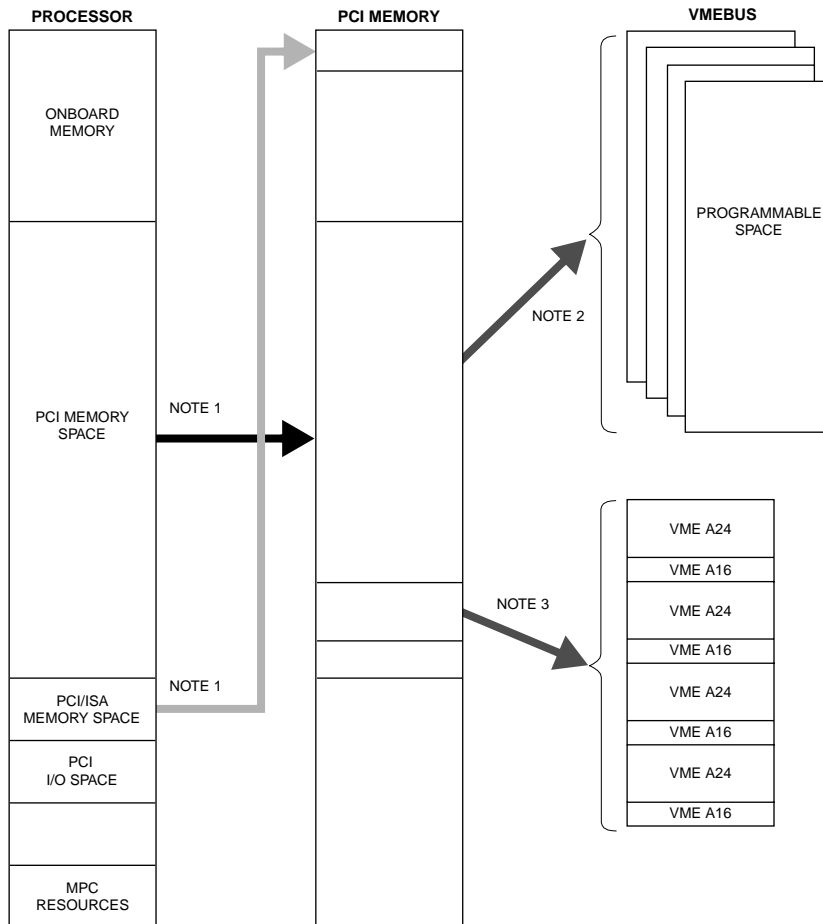 PROCESSOR
PCI MEMORY
VMEBUS
ONBOARD
MEMORY
PROGRAMMABLE
SPACE
NOTE 2
NOTE 1
PCI MEMORY
SPACE
VME A24
VME A16
NOTE 3
VME A24
VME A16
NOTE 1
VME A24
PCI/ISA
MEMORY SPACE
VME A16
PCI
I/O SPACE
VME A24
VME A16
MPC
RESOURCES